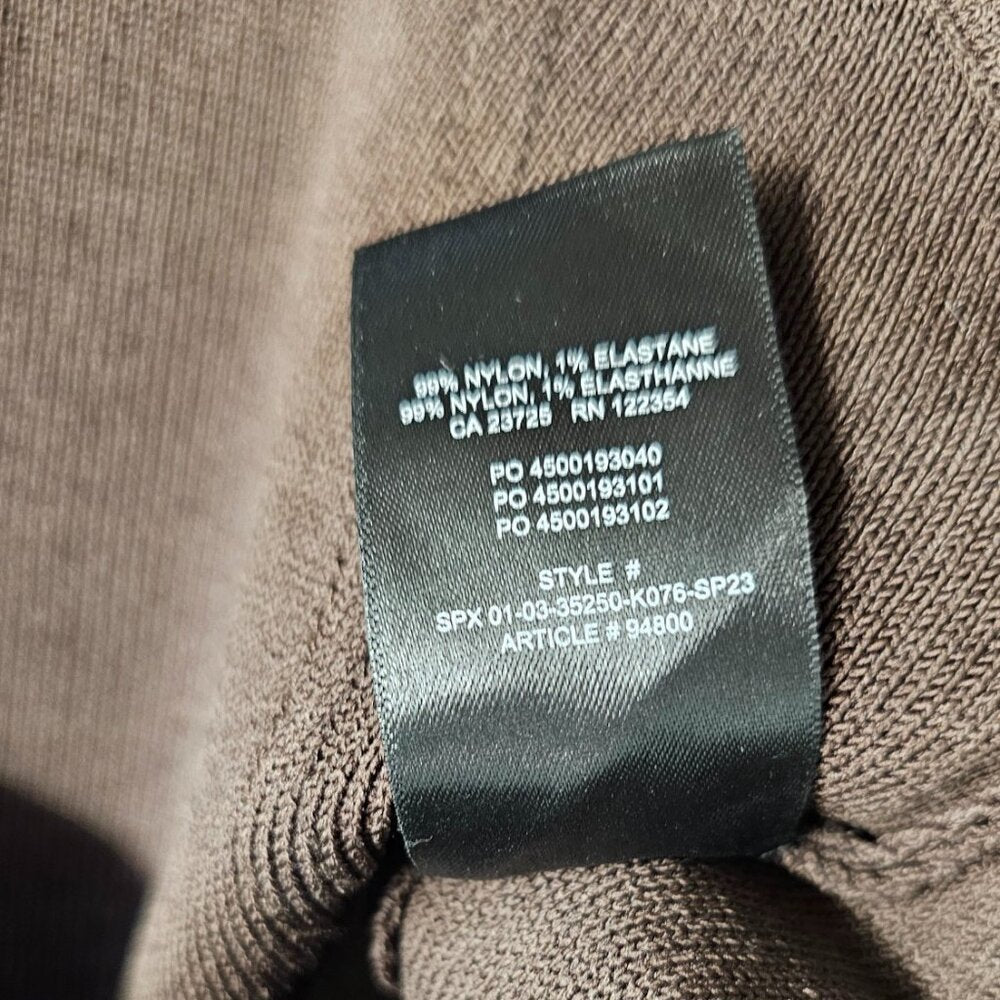 99% NYLON, 1% ELASTANE
99% NYLON, 1% ELASTHANNE
CA 23725 RN 122354
PO 4500193040
PO 4500193101
PO 4500193102
STYLE #
SPX 01-03-35250-K076-SP23
ARTICLE # 94800